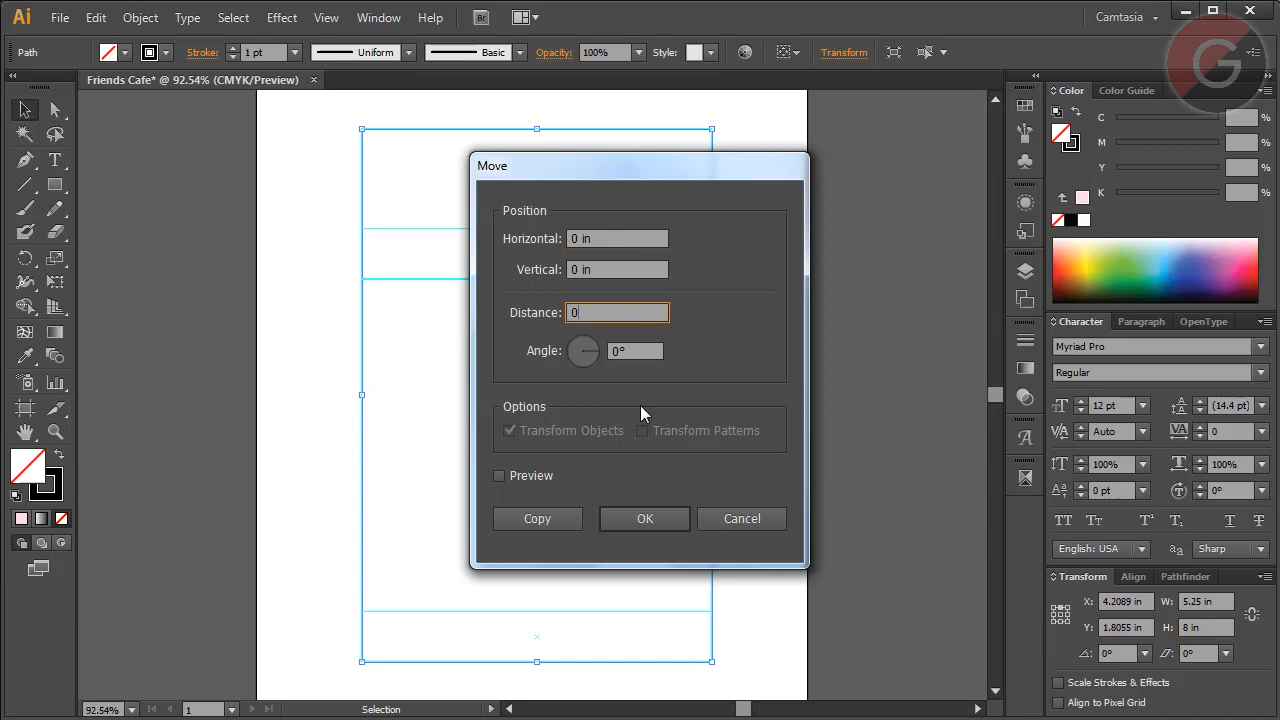 Ai File Edit Object Type Select Effect View Window Help Br Camtasia
Path Stroke: 1 pt Uniform Basic Opacity: 100% Style: Transform
G
Friends Cafe* @ 92.54% (CMYK/Preview)
Move
Position
Horizontal: 0 in
Vertical: 0 in
Distance: 0
Angle: 0°
Options
Transform Objects Transform Patterns
Preview
Copy OK Cancel
Color Color Guide
C %
M %
Y %
K %
Character Paragraph OpenType
Myriad Pro
Regular
12 pt (14.4 pt)
Auto 0
100% 100%
0 pt 0°
TT Tr T¹ T₁ T T
English: USA aa Sharp
Transform Align Pathfinder
X: 4.2089 in W: 5.25 in
Y: 1.8055 in H: 8 in
0° 0°
Scale Strokes & Effects
Align to Pixel Grid
92.54% 1 Selection